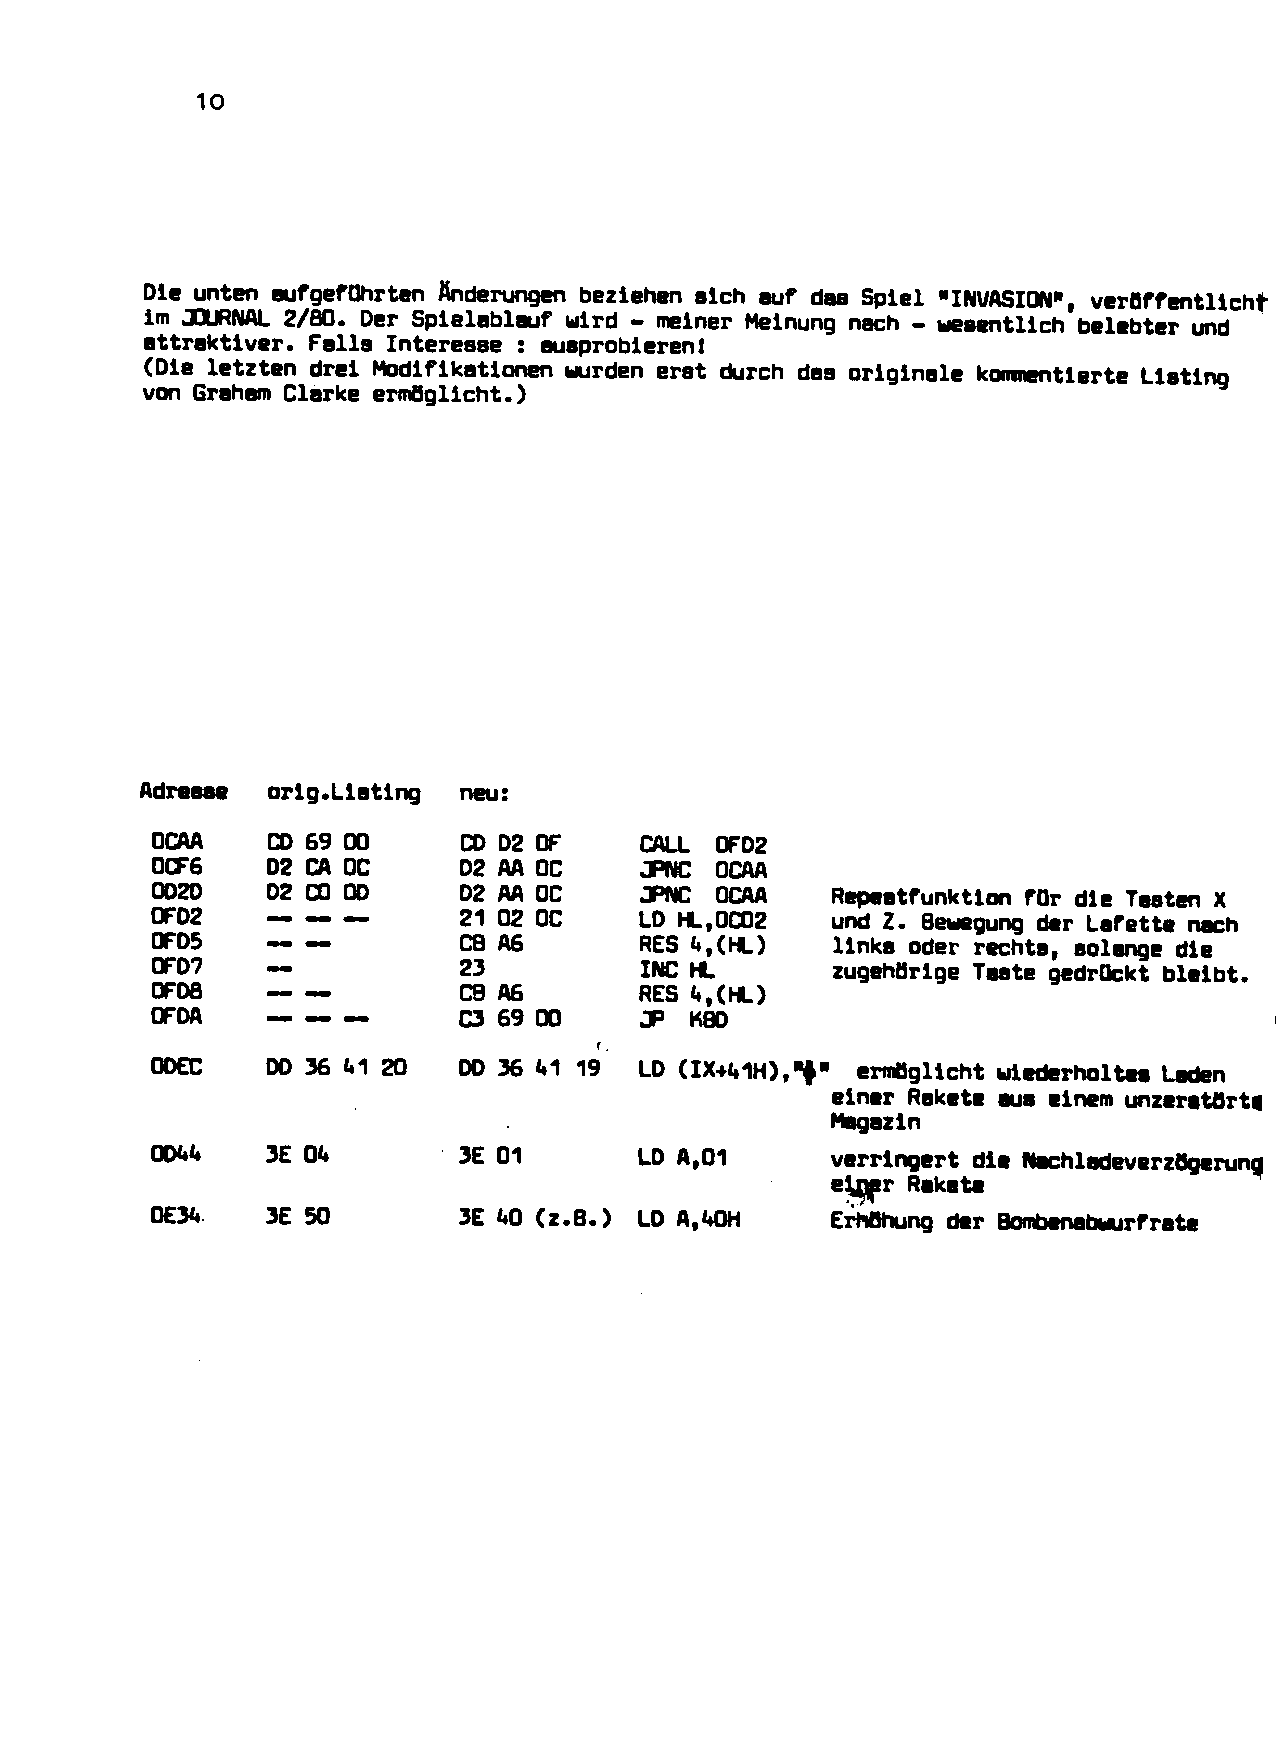 10
Die unten aufgeführten Änderungen beziehen sich auf das Spiel "INVASION", veröffentlicht
im JOURNAL 2/80. Der Spielablauf wird - meiner Meinung nach - wesentlich belebter und
attraktiver. Falls Interesse : ausprobieren!
(Die letzten drei Modifikationen wurden erst durch das originale kommentierte Listing
von Graham Clarke ermöglicht.)
Adresse orig.Listing neu:
0CAA CD 69 00 CD D2 0F CALL 0FD2
0CF6 D2 CA 0C D2 AA 0C JPNC 0CAA
0D2D D2 CD 0D D2 AA 0C JPNC 0CAA Repeatfunktion für die Tasten X
0FD2 — — — 21 02 0C LD HL,0C02 und Z. Bewegung der Lafette nach
0FD5 — — CB A6 RES 4,(HL) links oder rechts, solange die
0FD7 — 23 INC HL zugehörige Taste gedrückt bleibt.
0FD8 — — CB A6 RES 4,(HL)
0FDA — — — C3 69 00 JP KBD
0DEC DD 36 41 20 DD 36 41 19 LD (IX+41H)," " ermöglicht wiederholtes Laden
einer Rakete aus einem unzerstörte
Magazin
0D44 3E 04 3E 01 LD A,01 verringert die Nachladeverzögerung
einer Rakete
0E34 3E 50 3E 40 (z.B.) LD A,40H Erhöhung der Bombenabwurfrate